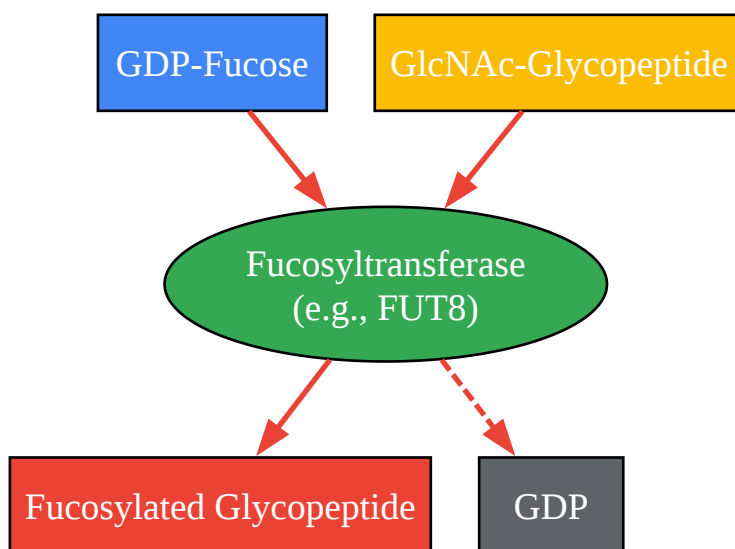 GDP-Fucose
GlcNAc-Glycopeptide
Fucosyltransferase
(e.g., FUT8)
Fucosylated Glycopeptide
GDP